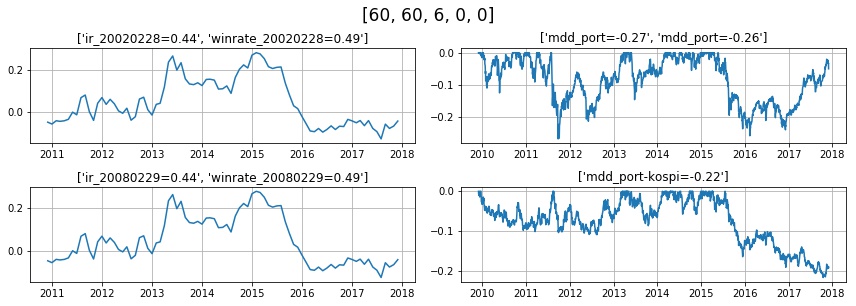 [60, 60, 6, 0, 0]
['ir_20020228=0.44', 'winrate_20020228=0.49']
0.2
0.0
2011 2012 2013 2014 2015 2016 2017 2018
['mdd_port=-0.27', 'mdd_port=-0.26']
0.0
−0.1
−0.2
2010 2011 2012 2013 2014 2015 2016 2017 2018
['ir_20080229=0.44', 'winrate_20080229=0.49']
0.2
0.0
2011 2012 2013 2014 2015 2016 2017 2018
['mdd_port-kospi=-0.22']
0.0
−0.1
−0.2
2010 2011 2012 2013 2014 2015 2016 2017 2018